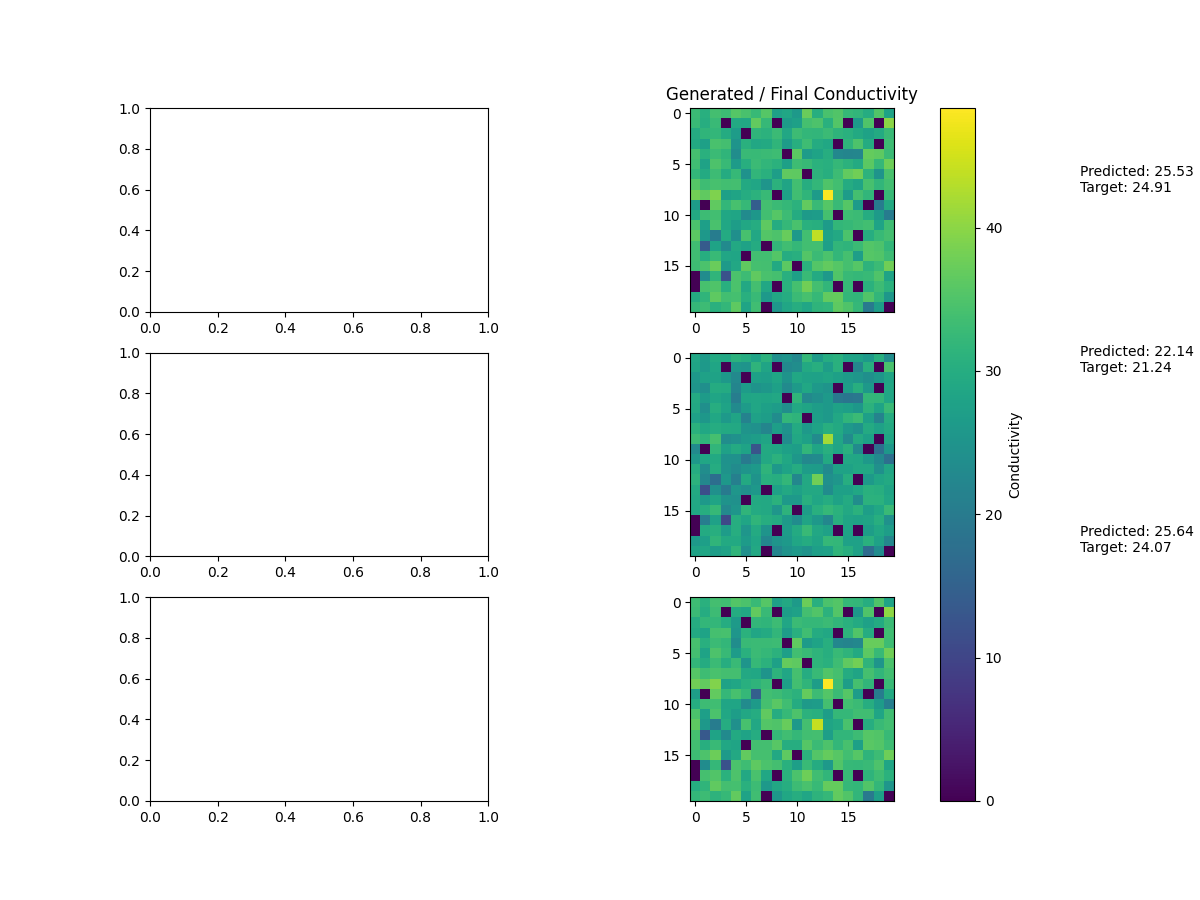 Generated / Final Conductivity
1.0
0.8
0.6
0.4
0.2
0.0
0.0 0.2 0.4 0.6 0.8 1.0
0
5
10
15
0 5 10 15
1.0
0.8
0.6
0.4
0.2
0.0
0.0 0.2 0.4 0.6 0.8 1.0
0
5
10
15
0 5 10 15
1.0
0.8
0.6
0.4
0.2
0.0
0.0 0.2 0.4 0.6 0.8 1.0
0
5
10
15
0 5 10 15
40
30
20
10
0
Conductivity
Predicted: 25.53
Target: 24.91
Predicted: 22.14
Target: 21.24
Predicted: 25.64
Target: 24.07